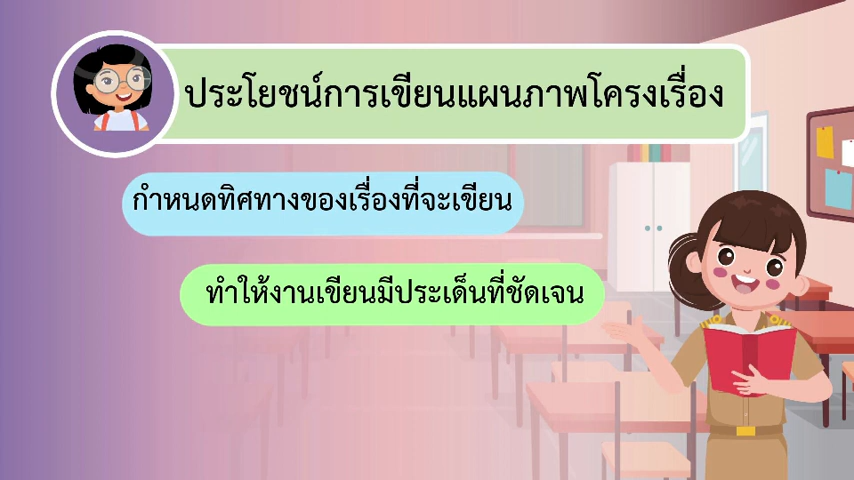 ประโยชน์การเขียนแผนภาพโครงเรื่อง
กำหนดทิศทางของเรื่องที่จะเขียน
ทำให้งานเขียนมีประเด็นที่ชัดเจน